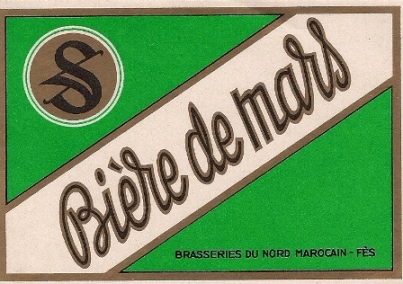 S
Bière de mars
BRASSERIES DU NORD MAROCAIN - FÈS